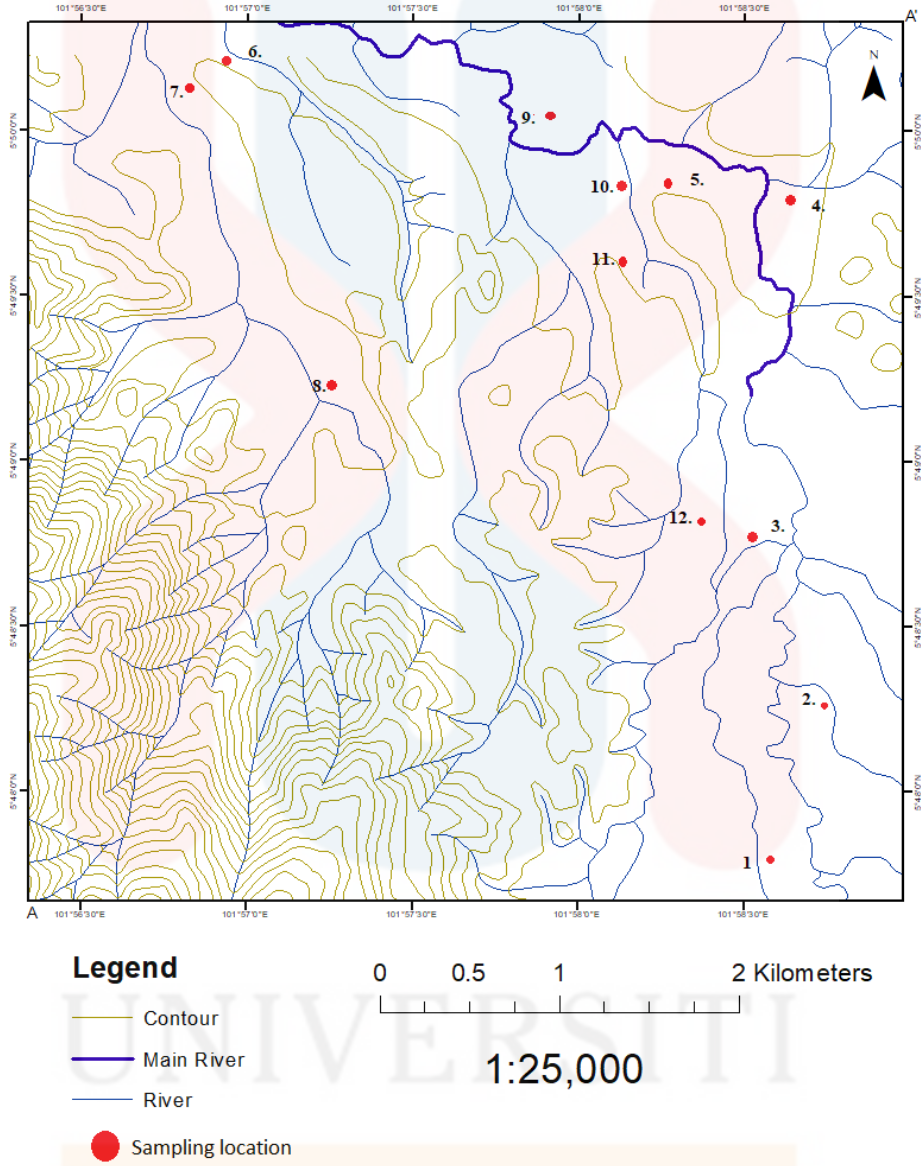 101°56'30"E 101°57'0"E 101°57'30"E 101°58'0"E 101°58'30"E A'
6.
N
7.
9.
5°50'0"N 5°50'0"N
10. 5.
4.
11.
5°49'30"N 5°49'30"N
8.
5°49'0"N 5°49'0"N
12. 3.
5°48'30"N 5°48'30"N
2.
5°48'0"N 5°48'0"N
1
A 101°56'30"E 101°57'0"E 101°57'30"E 101°58'0"E 101°58'30"E
Legend
0 0.5 1 2 Kilometers
Contour
Main River
1:25,000
River
Sampling location
UNIVERSITI